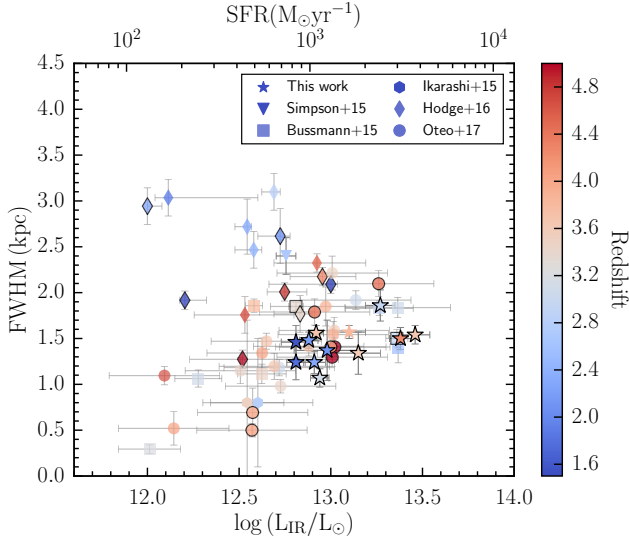 SFR(M⊙yr⁻¹)
10² 10³
4.5
4.0
3.5
3.0
2.5
2.0
1.5
1.0
0.5
0.0
FWHM (kpc)
This work
Simpson+15
Bussmann+15
Ikarashi+15
Hodge+16
Oteo+17
12.0 12.5 13.0 13.5 14.0
log (L_IR/L⊙)
4.8
4.4
4.0
3.6
3.2
2.8
2.4
2.0
1.6
Redshift